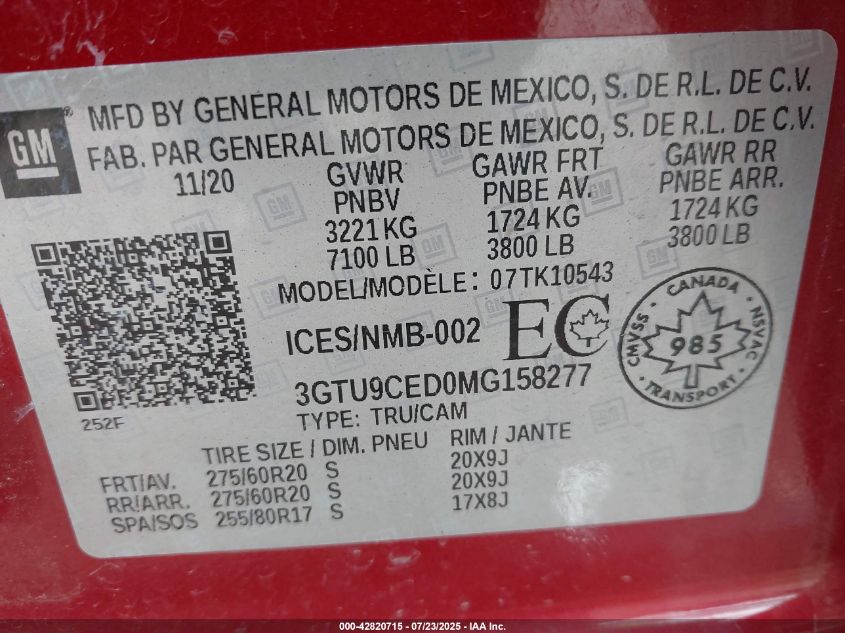 GM
MFD BY GENERAL MOTORS DE MEXICO, S. DE R.L. DE C.V.
FAB. PAR GENERAL MOTORS DE MEXICO, S. DE R.L. DE C.V.
11/20
GVWR
PNBV
3221 KG
7100 LB
GAWR FRT
PNBE AV.
1724 KG
3800 LB
GAWR RR
PNBE ARR.
1724 KG
3800 LB
MODEL/MODÈLE: 07TK10543
ICES/NMB-002
EC
CANADA
CMVSS
985
NSVAC
TRANSPORT
3GTU9CED0MG158277
TYPE: TRU/CAM
252F
TIRE SIZE / DIM. PNEU RIM / JANTE
FRT/AV. 275/60R20 S 20X9J
RR/ARR. 275/60R20 S 20X9J
SPA/SOS 255/80R17 S 17X8J
000-42820715 - 07/23/2025 - IAA Inc.